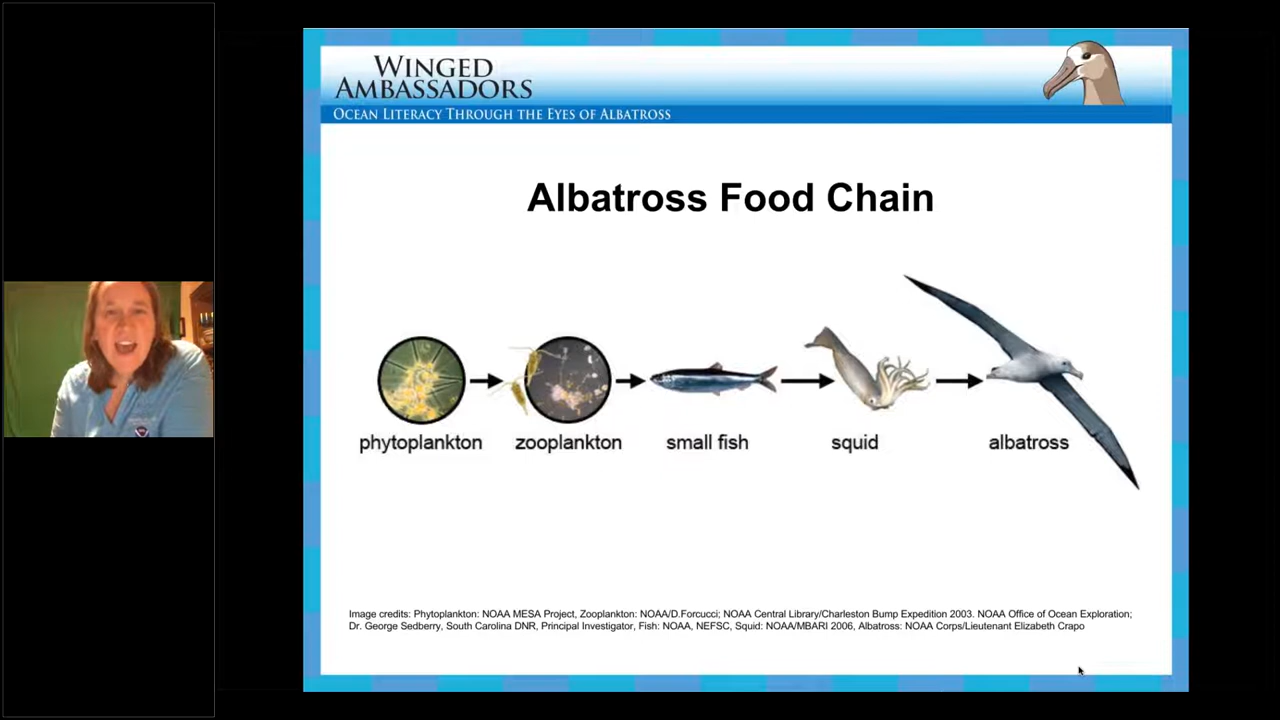 WINGED
AMBASSADORS
OCEAN LITERACY THROUGH THE EYES OF ALBATROSS
Albatross Food Chain
phytoplankton
zooplankton
small fish
squid
albatross
Image credits: Phytoplankton: NOAA MESA Project, Zooplankton: NOAA/D.Forcucci; NOAA Central Library/Charleston Bump Expedition 2003. NOAA Office of Ocean Exploration;
Dr. George Sedberry, South Carolina DNR, Principal Investigator, Fish: NOAA, NEFSC, Squid: NOAA/MBARI 2006, Albatross: NOAA Corps/Lieutenant Elizabeth Crapo